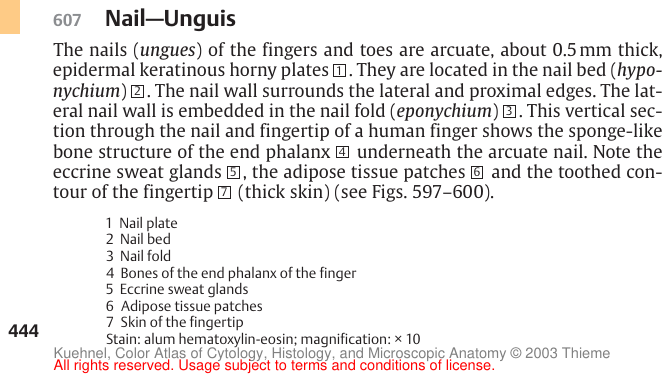 607 Nail—Unguis
The nails (ungues) of the fingers and toes are arcuate, about 0.5 mm thick,
epidermal keratinous horny plates 1. They are located in the nail bed (hypo-
nychium) 2. The nail wall surrounds the lateral and proximal edges. The lat-
eral nail wall is embedded in the nail fold (eponychium) 3. This vertical sec-
tion through the nail and fingertip of a human finger shows the sponge-like
bone structure of the end phalanx 4 underneath the arcuate nail. Note the
eccrine sweat glands 5, the adipose tissue patches 6 and the toothed con-
tour of the fingertip 7 (thick skin) (see Figs. 597–600).
1 Nail plate
2 Nail bed
3 Nail fold
4 Bones of the end phalanx of the finger
5 Eccrine sweat glands
6 Adipose tissue patches
7 Skin of the fingertip
Stain: alum hematoxylin-eosin; magnification: × 10
444
Kuehnel, Color Atlas of Cytology, Histology, and Microscopic Anatomy © 2003 Thieme
All rights reserved. Usage subject to terms and conditions of license.